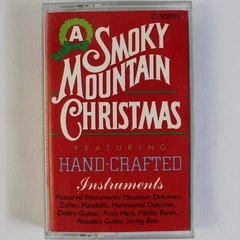 C-5089N
A
SMOKY
MOUNTAIN
CHRISTMAS
FEATURING
HAND-CRAFTED
Instruments
Featured Instruments: Mountain Dulcimer,
Zither, Mandolin, Hammered Dulcimer,
Dobro Guitar, Auto Harp, Fiddle, Banjo,
Acoustic Guitar, String Bass